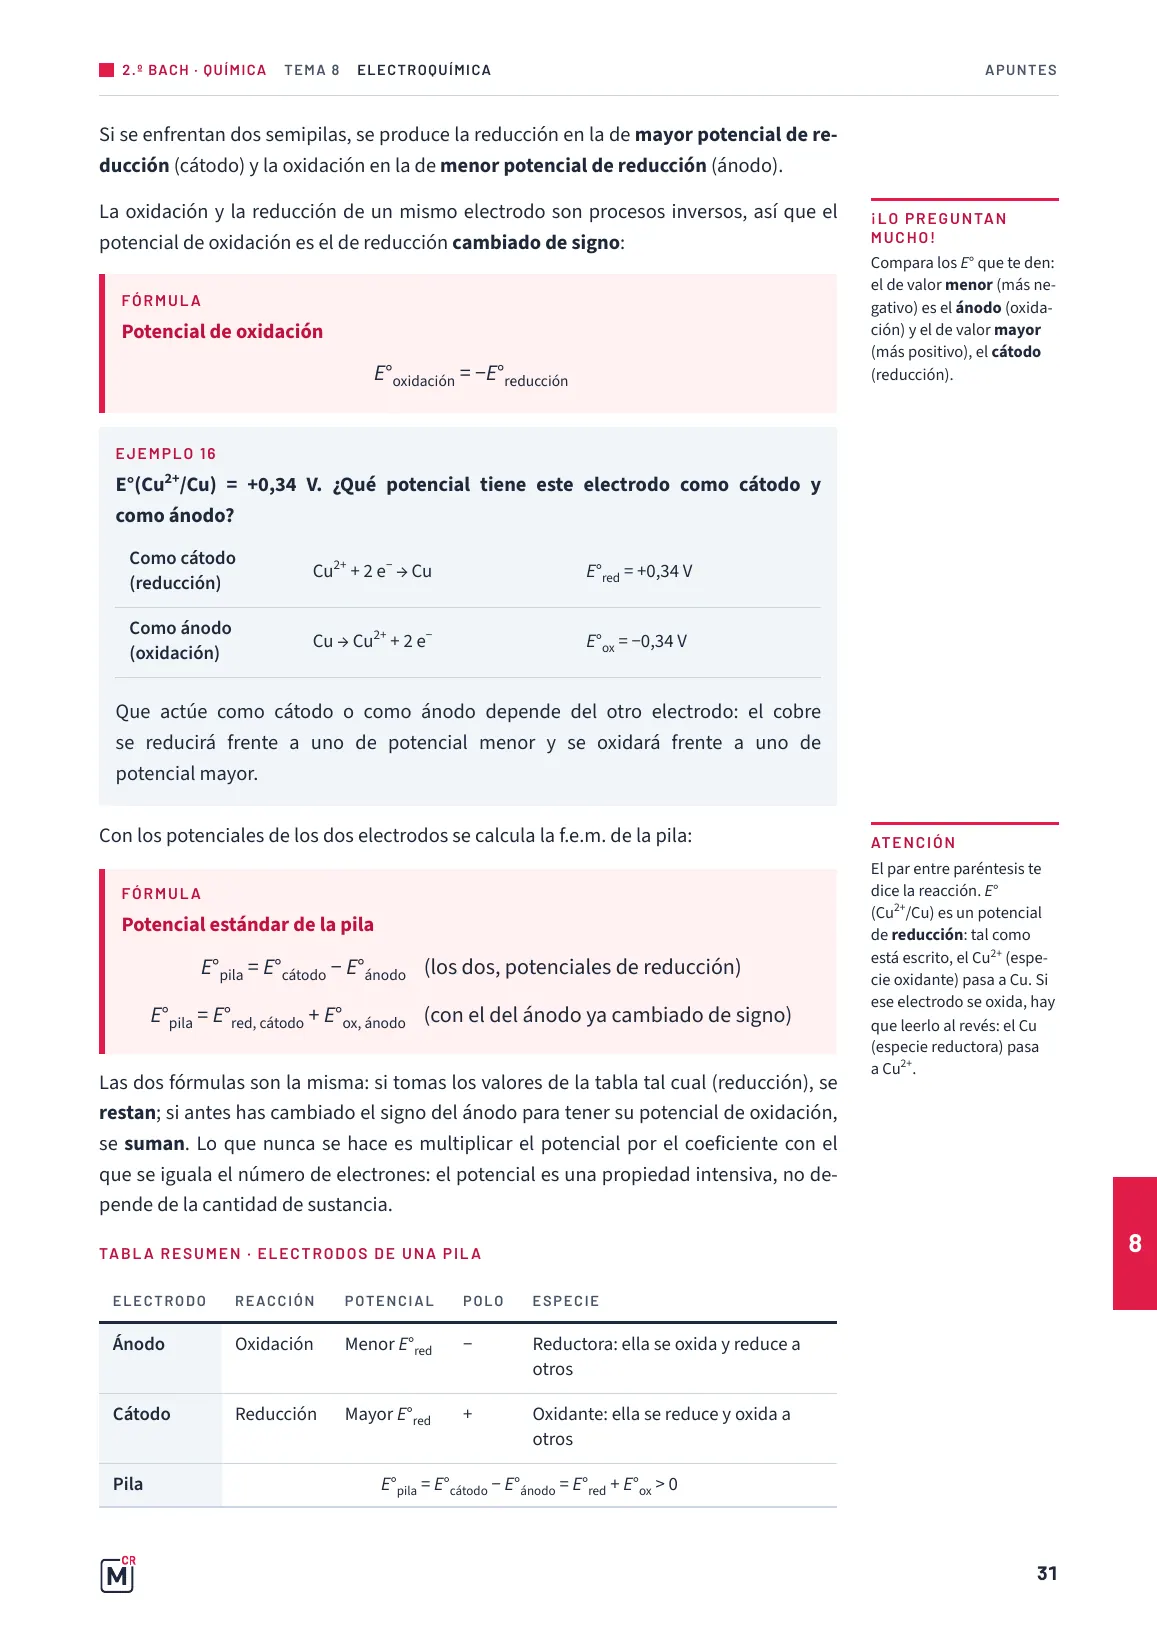 2.º BACH · QUÍMICA TEMA 8 ELECTROQUÍMICA APUNTES
Si se enfrentan dos semipilas, se produce la reducción en la de mayor potencial de re-
ducción (cátodo) y la oxidación en la de menor potencial de reducción (ánodo).
La oxidación y la reducción de un mismo electrodo son procesos inversos, así que el
potencial de oxidación es el de reducción cambiado de signo:
¡LO PREGUNTAN
MUCHO!
Compara los E° que te den:
el de valor menor (más ne-
gativo) es el ánodo (oxida-
ción) y el de valor mayor
(más positivo), el cátodo
(reducción).
FÓRMULA
Potencial de oxidación
E°oxidación = −E°reducción
EJEMPLO 16
E°(Cu²⁺/Cu) = +0,34 V. ¿Qué potencial tiene este electrodo como cátodo y
como ánodo?
Como cátodo
(reducción)
Cu²⁺ + 2 e⁻ → Cu
E°red = +0,34 V
Como ánodo
(oxidación)
Cu → Cu²⁺ + 2 e⁻
E°ox = −0,34 V
Que actúe como cátodo o como ánodo depende del otro electrodo: el cobre
se reducirá frente a uno de potencial menor y se oxidará frente a uno de
potencial mayor.
Con los potenciales de los dos electrodos se calcula la f.e.m. de la pila:
FÓRMULA
Potencial estándar de la pila
E°pila = E°cátodo − E°ánodo (los dos, potenciales de reducción)
E°pila = E°red, cátodo + E°ox, ánodo (con el del ánodo ya cambiado de signo)
ATENCIÓN
El par entre paréntesis te
dice la reacción. E°
(Cu²⁺/Cu) es un potencial
de reducción: tal como
está escrito, el Cu²⁺ (espe-
cie oxidante) pasa a Cu. Si
ese electrodo se oxida, hay
que leerlo al revés: el Cu
(especie reductora) pasa
a Cu²⁺.
Las dos fórmulas son la misma: si tomas los valores de la tabla tal cual (reducción), se
restan; si antes has cambiado el signo del ánodo para tener su potencial de oxidación,
se suman. Lo que nunca se hace es multiplicar el potencial por el coeficiente con el
que se iguala el número de electrones: el potencial es una propiedad intensiva, no de-
pende de la cantidad de sustancia.
8
TABLA RESUMEN · ELECTRODOS DE UNA PILA
ELECTRODO REACCIÓN POTENCIAL POLO ESPECIE
Ánodo Oxidación Menor E°red − Reductora: ella se oxida y reduce a
otros
Cátodo Reducción Mayor E°red + Oxidante: ella se reduce y oxida a
otros
Pila E°pila = E°cátodo − E°ánodo = E°red + E°ox > 0
M CR
31